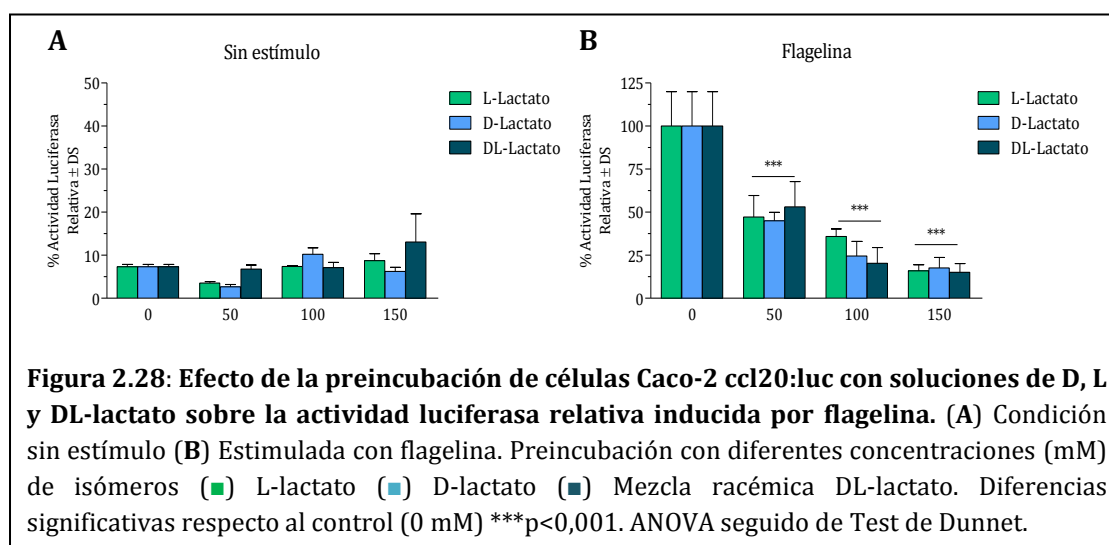 A
Sin estímulo
% Actividad Luciferasa
Relativa ± DS
50
40
30
20
10
0
0 50 100 150
L-Lactato
D-Lactato
DL-Lactato
B
Flagelina
% Actividad Luciferasa
Relativa ± DS
125
100
75
50
25
0
***
***
***
0 50 100 150
L-Lactato
D-Lactato
DL-Lactato
Figura 2.28: Efecto de la preincubación de células Caco-2 ccl20:luc con soluciones de D, L
y DL-lactato sobre la actividad luciferasa relativa inducida por flagelina. (A) Condición
sin estímulo (B) Estimulada con flagelina. Preincubación con diferentes concentraciones (mM)
de isómeros (■) L-lactato (■) D-lactato (■) Mezcla racémica DL-lactato. Diferencias
significativas respecto al control (0 mM) ***p<0,001. ANOVA seguido de Test de Dunnet.